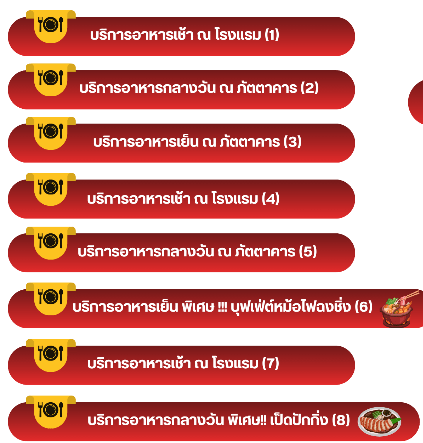 บริการอาหารเช้า ณ โรงแรม (1)
บริการอาหารกลางวัน ณ ภัตตาคาร (2)
บริการอาหารเย็น ณ ภัตตาคาร (3)
บริการอาหารเช้า ณ โรงแรม (4)
บริการอาหารกลางวัน ณ ภัตตาคาร (5)
บริการอาหารเย็น พิเศษ !!! บุฟเฟ่ต์หม้อไฟฉงชิ่ง (6)
บริการอาหารเช้า ณ โรงแรม (7)
บริการอาหารกลางวัน พิเศษ!! เป็ดปักกิ่ง (8)